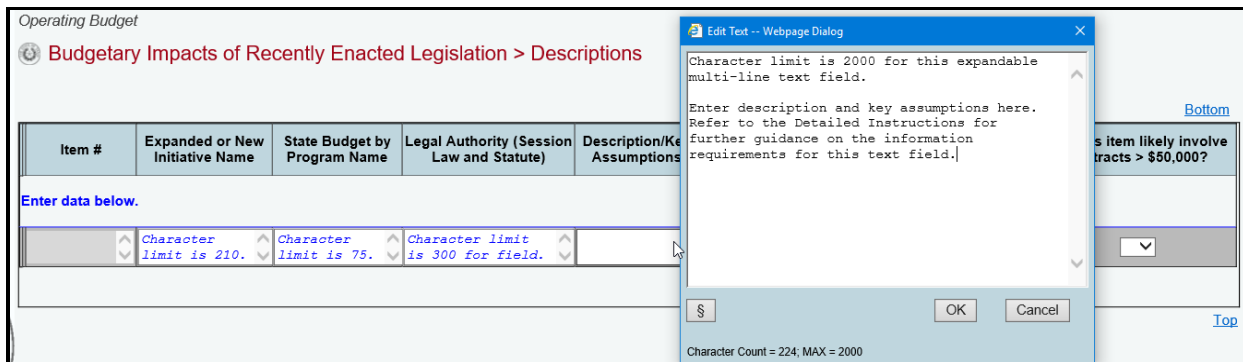 Operating Budget
Budgetary Impacts of Recently Enacted Legislation > Descriptions
Edit Text -- Webpage Dialog
Character limit is 2000 for this expandable
multi-line text field.
Enter description and key assumptions here.
Refer to the Detailed Instructions for
further guidance on the information
requirements for this text field.
§
OK
Cancel
Character Count = 224; MAX = 2000
Bottom
Item #
Expanded or New
Initiative Name
State Budget by
Program Name
Legal Authority (Session
Law and Statute)
Description/Ke
Assumptions
s item likely involve
tracts > $50,000?
Enter data below.
Character
limit is 210.
Character
limit is 75.
Character limit
is 300 for field.
Top